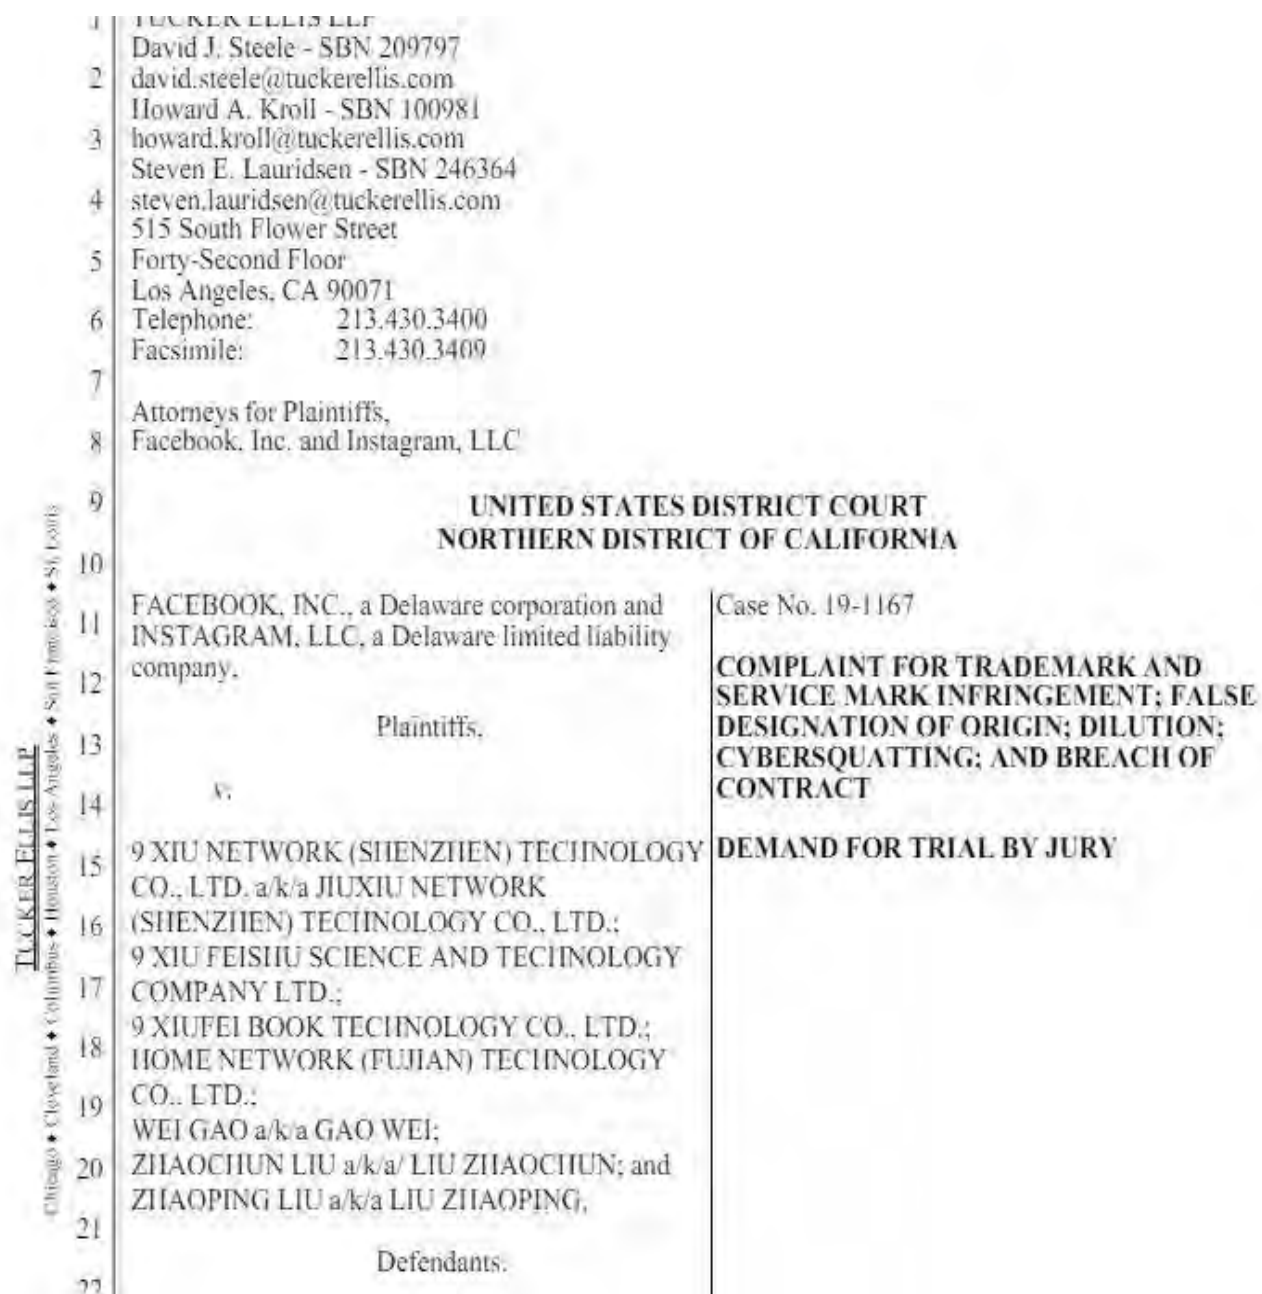 1 TUCKER ELLIS LLP
David J. Steele - SBN 209797
2 david.steele@tuckerellis.com
Howard A. Kroll - SBN 100981
3 howard.kroll@tuckerellis.com
Steven E. Lauridsen - SBN 246364
4 steven.lauridsen@tuckerellis.com
515 South Flower Street
5 Forty-Second Floor
Los Angeles, CA 90071
6 Telephone: 213.430.3400
Facsimile: 213.430.3409
7
Attorneys for Plaintiffs,
8 Facebook, Inc. and Instagram, LLC
9 UNITED STATES DISTRICT COURT
NORTHERN DISTRICT OF CALIFORNIA
10
11 FACEBOOK, INC., a Delaware corporation and
INSTAGRAM, LLC, a Delaware limited liability
12 company,
13 Plaintiffs,
14 v.
15 9 XIU NETWORK (SHENZHEN) TECHNOLOGY
CO., LTD. a/k/a JIUXIU NETWORK
16 (SHENZHEN) TECHNOLOGY CO., LTD.;
9 XIU FEISHU SCIENCE AND TECHNOLOGY
17 COMPANY LTD.;
9 XIUFEI BOOK TECHNOLOGY CO., LTD.;
18 HOME NETWORK (FUJIAN) TECHNOLOGY
19 CO., LTD.;
WEI GAO a/k/a GAO WEI;
20 ZHAOCHUN LIU a/k/a/ LIU ZHAOCHUN; and
ZHAOPING LIU a/k/a LIU ZHAOPING,
21
Defendants.
22
Case No. 19-1167
COMPLAINT FOR TRADEMARK AND
SERVICE MARK INFRINGEMENT; FALSE
DESIGNATION OF ORIGIN; DILUTION;
CYBERSQUATTING; AND BREACH OF
CONTRACT
DEMAND FOR TRIAL BY JURY
TUCKER ELLIS LLP
Chicago ♦ Cleveland ♦ Columbus ♦ Houston ♦ Los Angeles ♦ San Francisco ♦ St. Louis